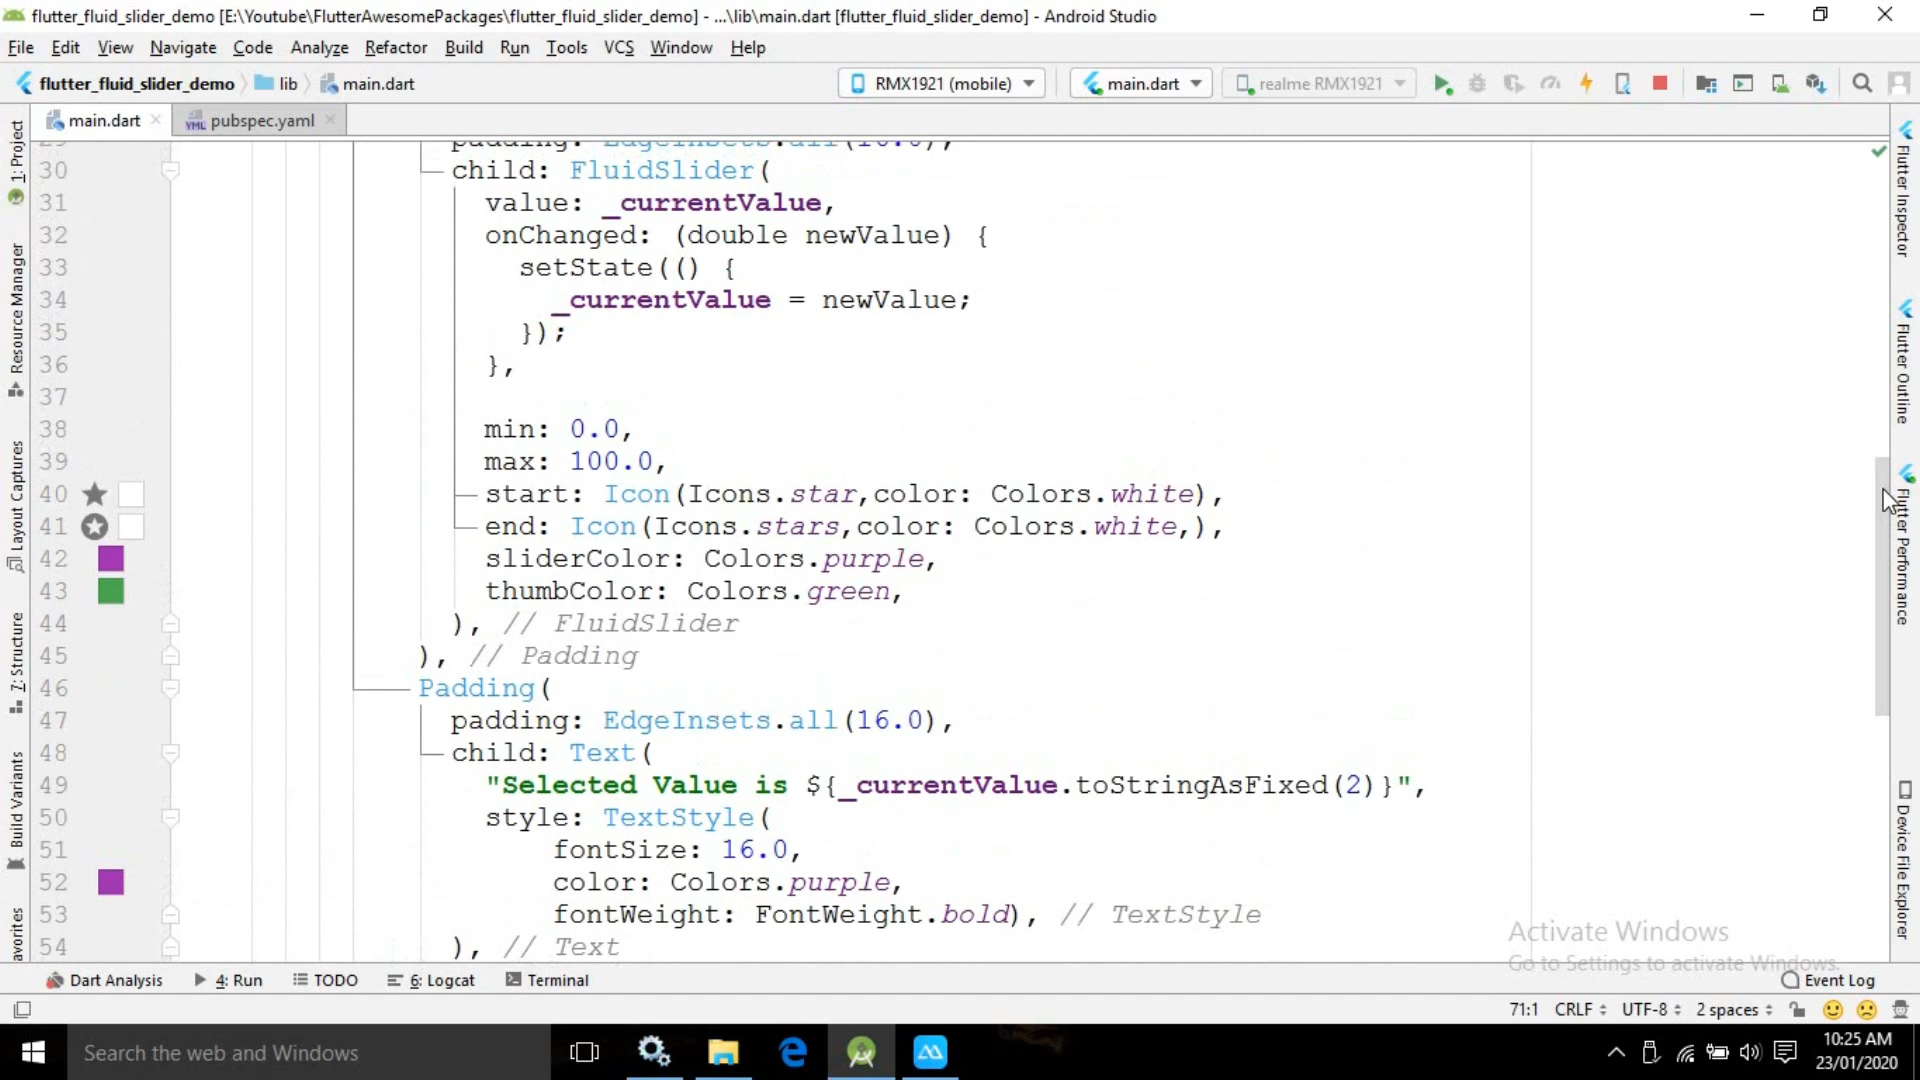 flutter_fluid_slider_demo [E:\Youtube\FlutterAwesomePackages\flutter_fluid_slider_demo] - ...\lib\main.dart [flutter_fluid_slider_demo] - Android Studio
File Edit View Navigate Code Analyze Refactor Build Run Tools VCS Window Help
flutter_fluid_slider_demo lib main.dart RMX1921 (mobile) main.dart realme RMX1921
main.dart pubspec.yaml
29 padding: EdgeInsets.all(16.0),
30 child: FluidSlider(
31 value: _currentValue,
32 onChanged: (double newValue) {
33 setState(() {
34 _currentValue = newValue;
35 });
36 },
37
38 min: 0.0,
39 max: 100.0,
40 start: Icon(Icons.star,color: Colors.white),
41 end: Icon(Icons.stars,color: Colors.white,),
42 sliderColor: Colors.purple,
43 thumbColor: Colors.green,
44 ), // FluidSlider
45 ), // Padding
46 Padding(
47 padding: EdgeInsets.all(16.0),
48 child: Text(
49 "Selected Value is ${_currentValue.toStringAsFixed(2)}",
50 style: TextStyle(
51 fontSize: 16.0,
52 color: Colors.purple,
53 fontWeight: FontWeight.bold), // TextStyle
54 ), // Text
1: Project
Resource Manager
Layout Captures
7: Structure
Build Variants
avorites
Flutter Inspector
Flutter Outline
Flutter Performance
Device File Explorer
Activate Windows
Go to Settings to activate Windows.
Dart Analysis 4: Run TODO 6: Logcat Terminal Event Log
71:1 CRLF UTF-8 2 spaces
Search the web and Windows
10:25 AM
23/01/2020